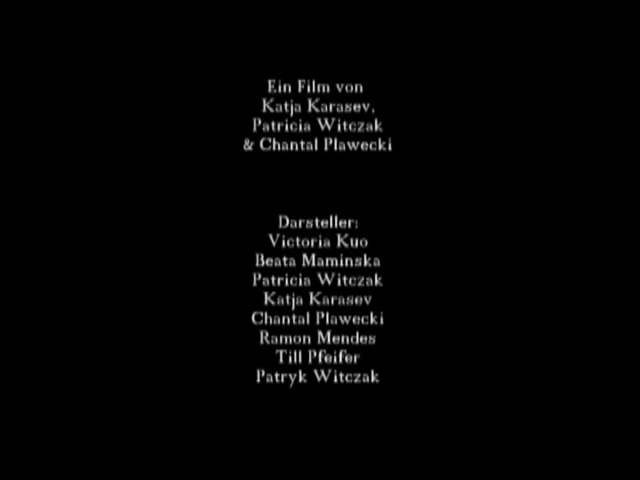 Ein Film von
Katja Karasev,
Patricia Witczak
& Chantal Plawecki
Darsteller:
Victoria Kuo
Beata Maminska
Patricia Witczak
Katja Karasev
Chantal Plawecki
Ramon Mendes
Till Pfeifer
Patryk Witczak